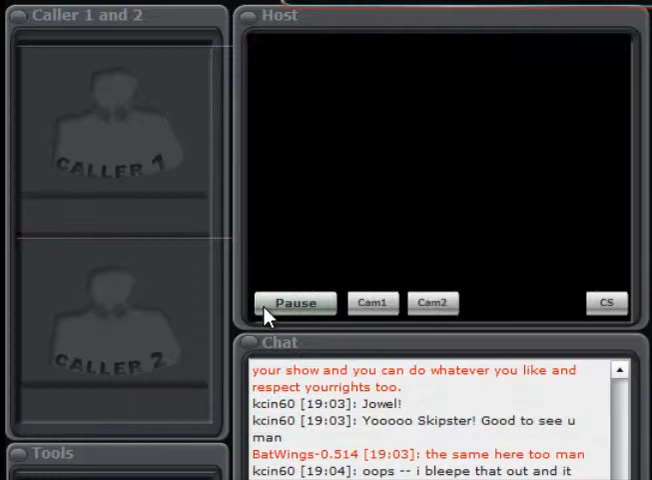 Caller 1 and 2
CALLER 1
CALLER 2
Tools
Host
Pause
Cam1
Cam2
CS
Chat
your show and you can do whatever you like and
respect yourrights too.
kcin60 [19:03]: Jowel!
kcin60 [19:03]: Yooooo Skipster! Good to see u
man
BatWings-0.514 [19:03]: the same here too man
kcin60 [19:04]: oops -- i bleepe that out and it